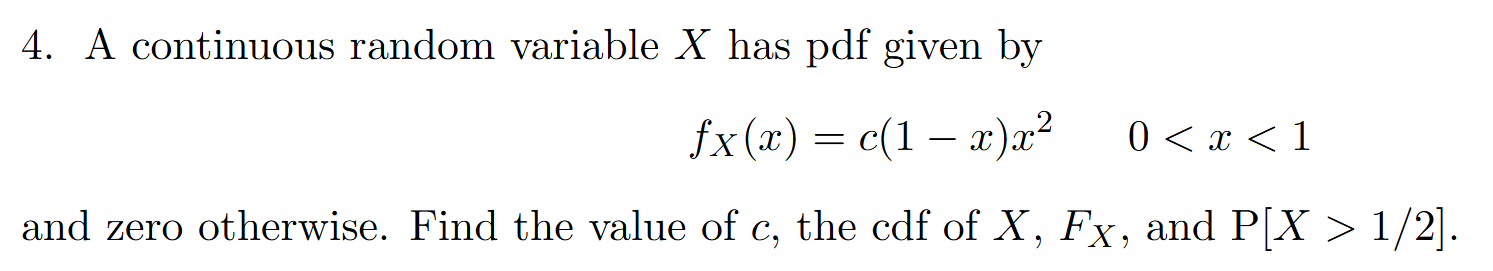 4. A continuous random variable X has pdf given by
f_X(x) = c(1 − x)x² 0 < x < 1
and zero otherwise. Find the value of c, the cdf of X, F_X, and P[X > 1/2].